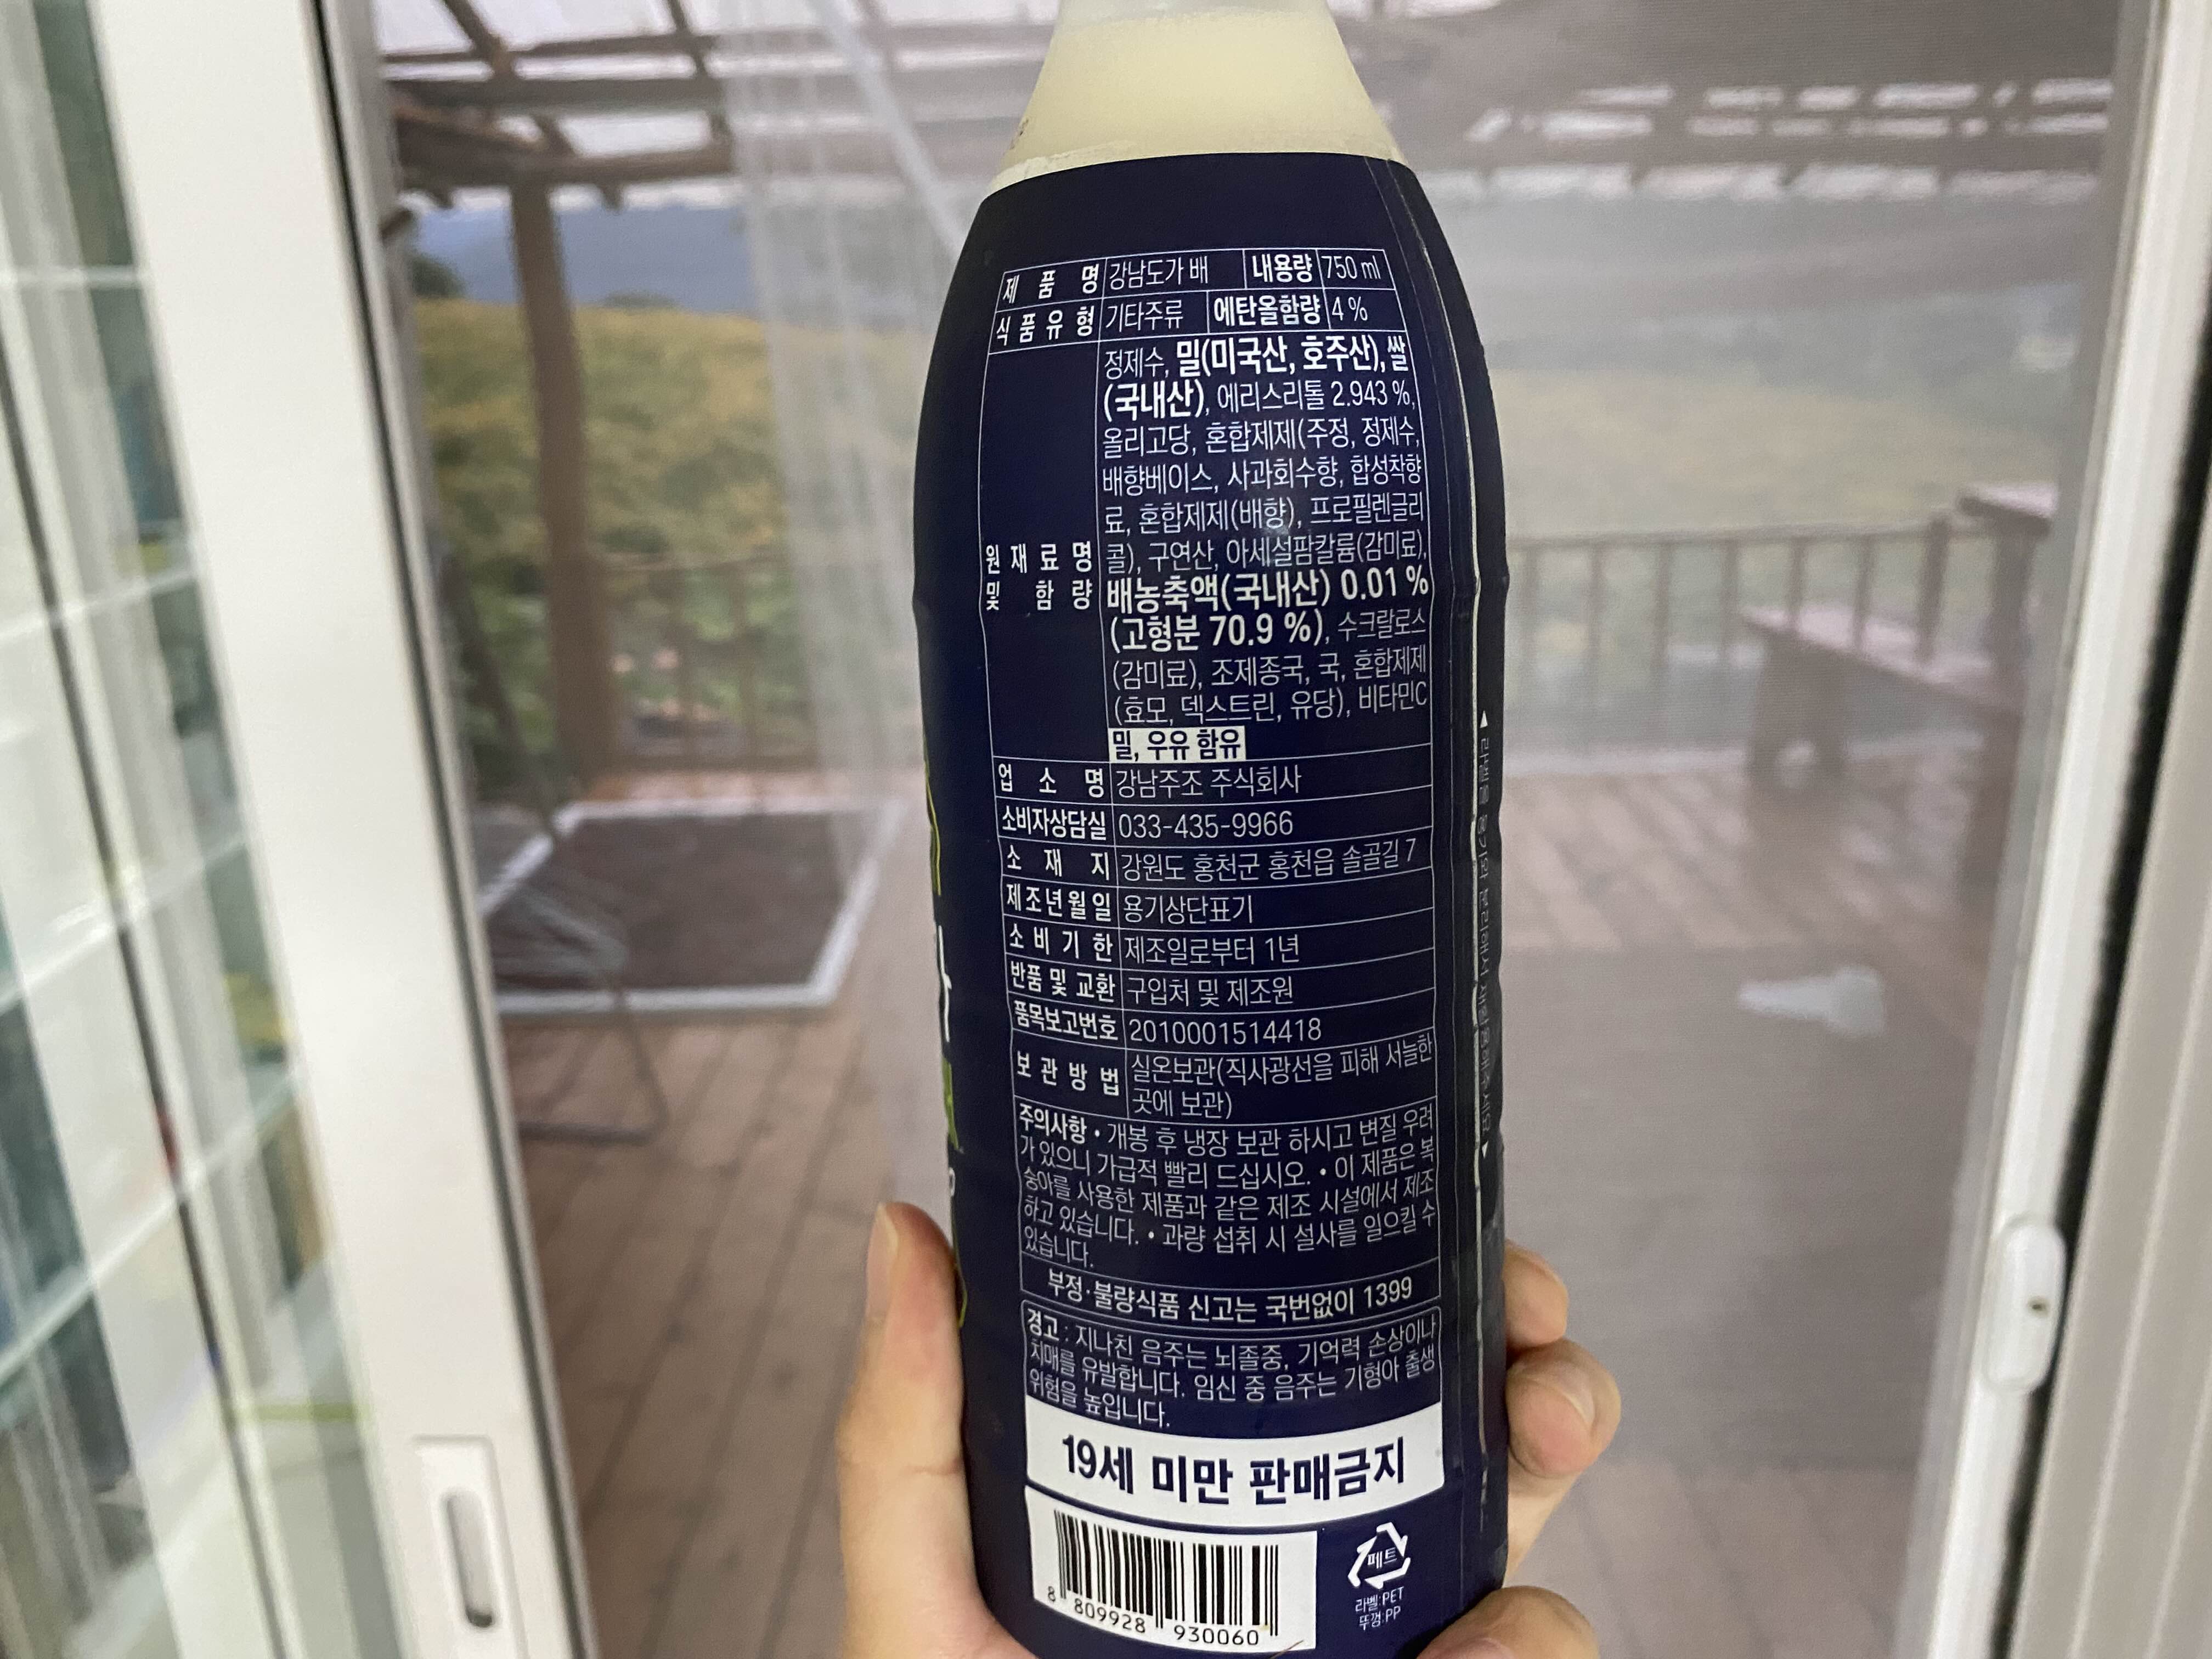 제품명 강남도가 배 내용량 750 ml
식품유형 기타주류 에탄올함량 4 %
원재료명 및 함량
정제수, 밀(미국산, 호주산), 쌀
(국내산), 에리스리톨 2.943 %,
올리고당, 혼합제제(주정, 정제수,
배향베이스, 사과회수향, 합성착향
료, 혼합제제(배향), 프로필렌글리
콜), 구연산, 아세설팜칼륨(감미료),
배농축액(국내산) 0.01 %
(고형분 70.9 %), 수크랄로스
(감미료), 조제종국, 국, 혼합제제
(효모, 덱스트린, 유당), 비타민C
밀, 우유 함유
업소명 강남주조 주식회사
소비자상담실 033-435-9966
소재지 강원도 홍천군 홍천읍 솔골길 7
제조년월일 용기상단표기
소비기한 제조일로부터 1년
반품 및 교환 구입처 및 제조원
품목보고번호 2010001514418
보관방법 실온보관(직사광선을 피해 서늘한
곳에 보관)
주의사항 • 개봉 후 냉장 보관 하시고 변질 우려
가 있으니 가급적 빨리 드십시오. • 이 제품은 복
숭아를 사용한 제품과 같은 제조 시설에서 제조
하고 있습니다. • 과량 섭취 시 설사를 일으킬 수
있습니다.
부정·불량식품 신고는 국번없이 1399
경고 : 지나친 음주는 뇌졸중, 기억력 손상이나
치매를 유발합니다. 임신 중 음주는 기형아 출생
위험을 높입니다.
19세 미만 판매금지
8 809928 930060
페트
라벨:PET
뚜껑:PP